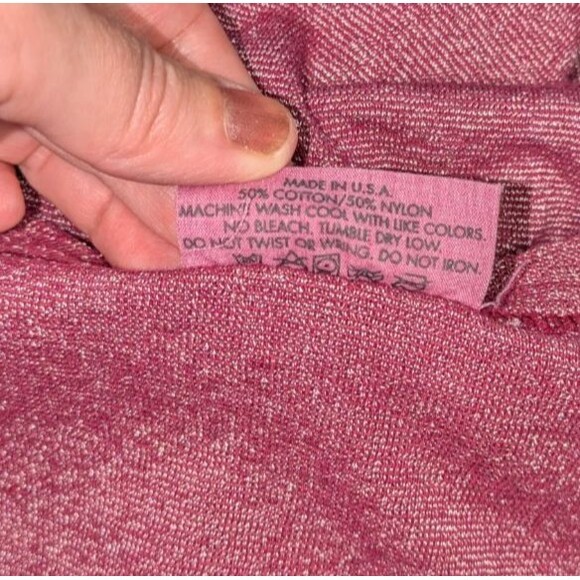 MADE IN U.S.A.
50% COTTON/50% NYLON
MACHINE WASH COOL WITH LIKE COLORS.
NO BLEACH. TUMBLE DRY LOW.
DO NOT TWIST OR WRING. DO NOT IRON.